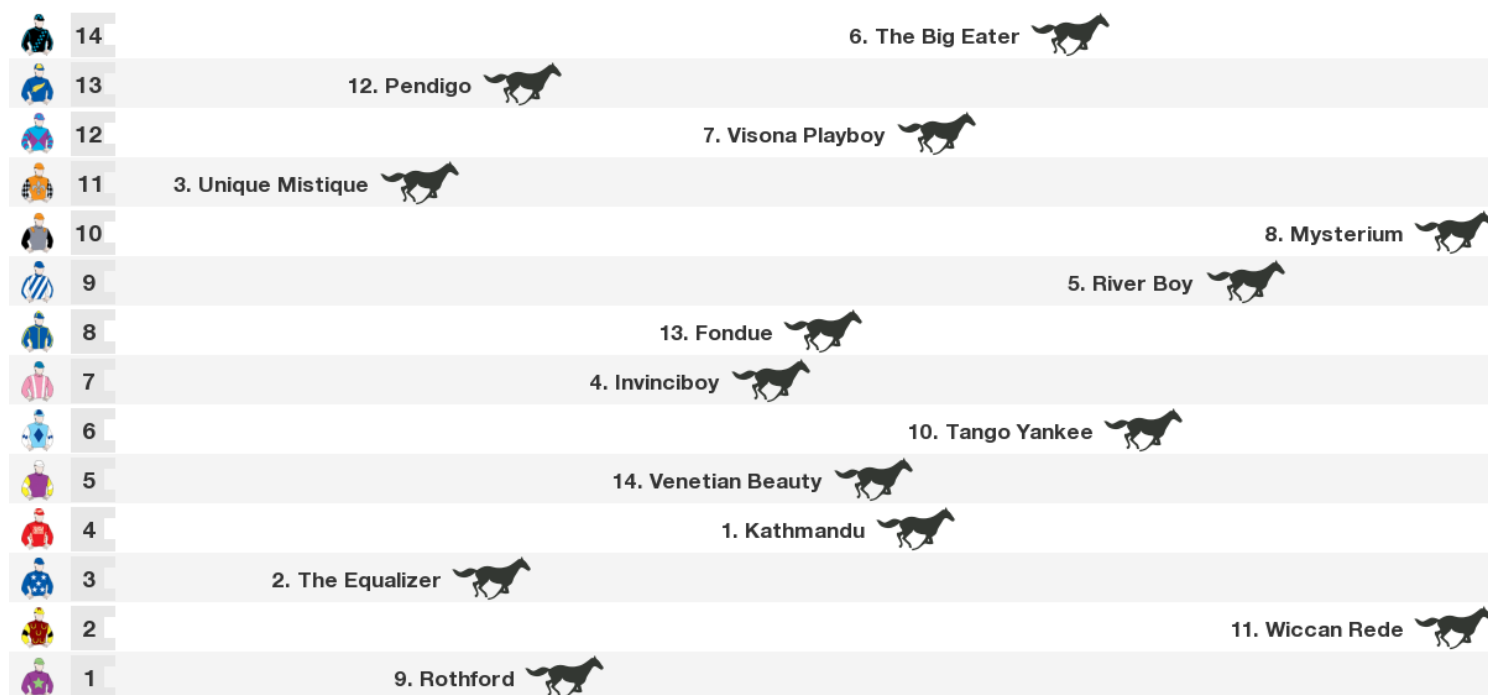 14 6. The Big Eater
13 12. Pendigo
12 7. Visona Playboy
11 3. Unique Mistique
10 8. Mysterium
9 5. River Boy
8 13. Fondue
7 4. Invinciboy
6 10. Tango Yankee
5 14. Venetian Beauty
4 1. Kathmandu
3 2. The Equalizer
2 11. Wiccan Rede
1 9. Rothford